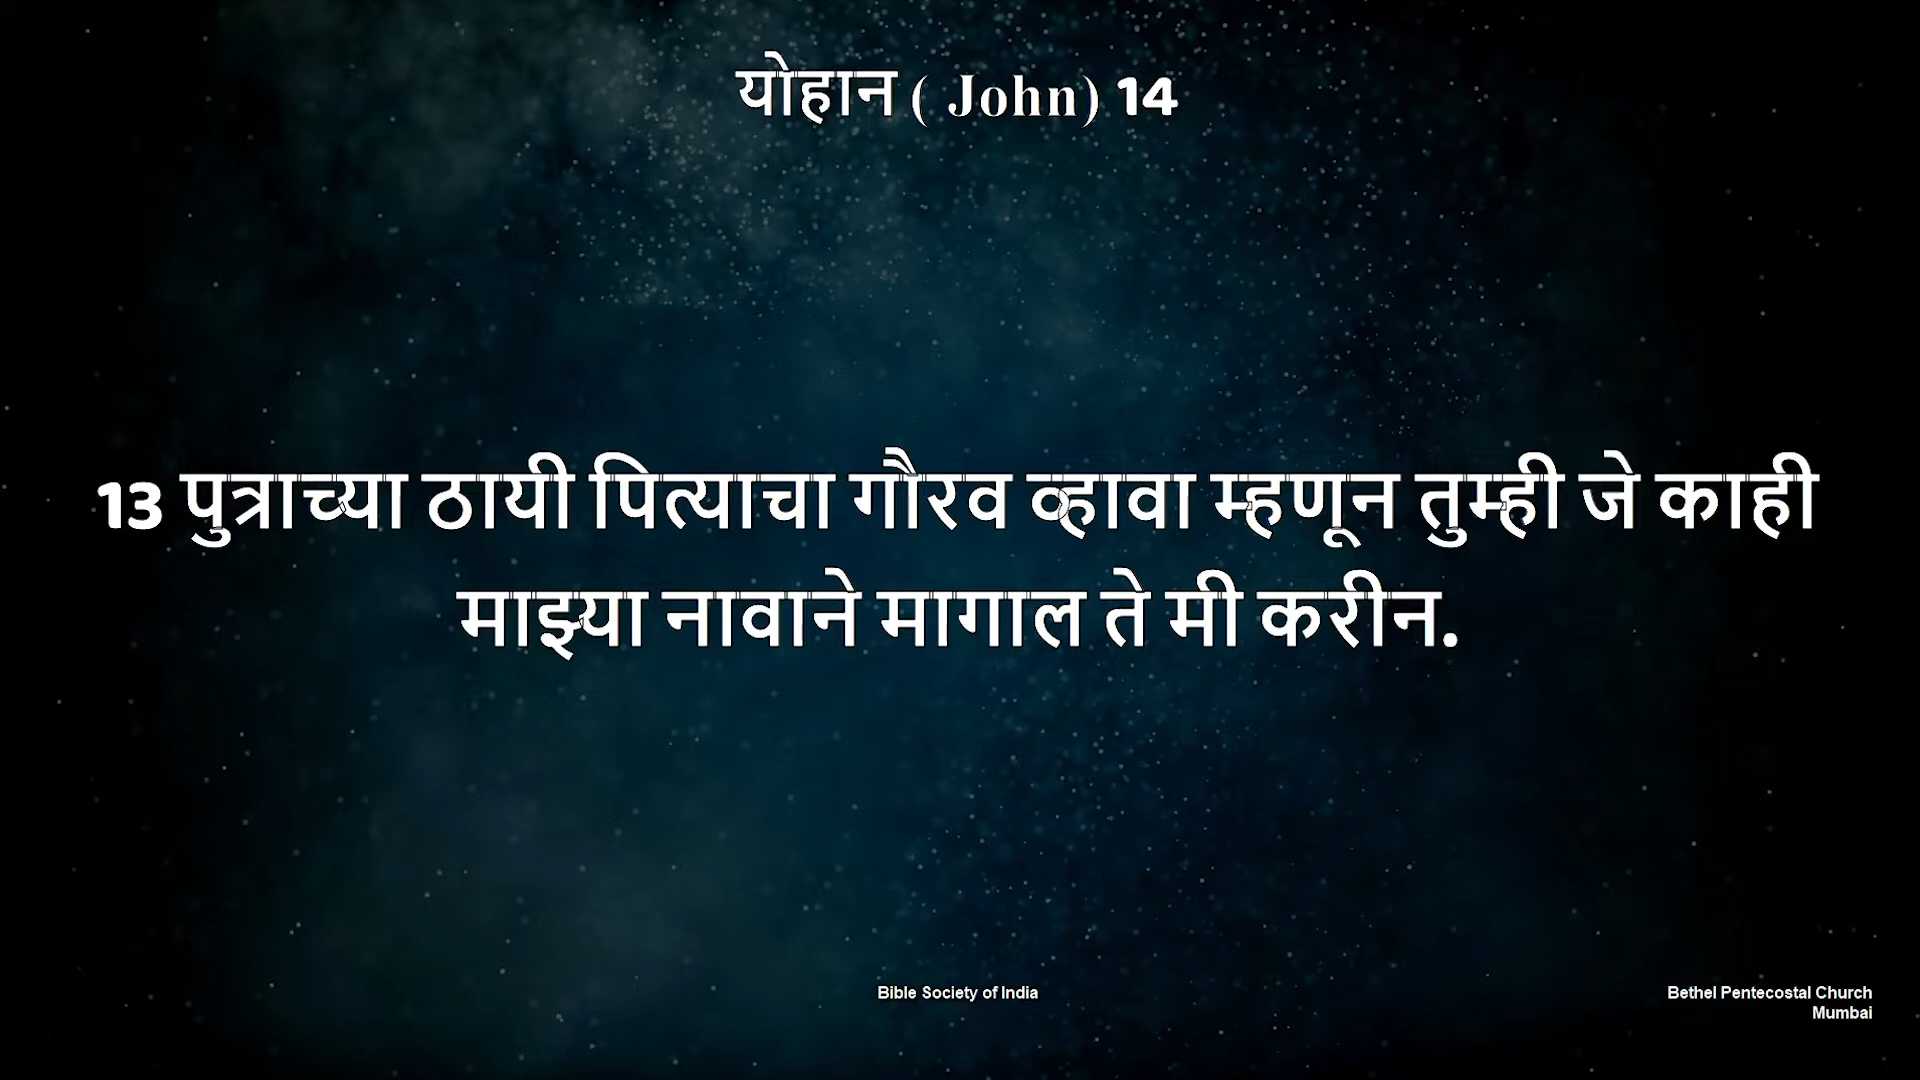 योहान ( John) 14
13 पुत्राच्या ठायी पित्याचा गौरव व्हावा म्हणून तुम्ही जे काही
माझ्या नावाने मागाल ते मी करीन.
Bible Society of India
Bethel Pentecostal Church
Mumbai